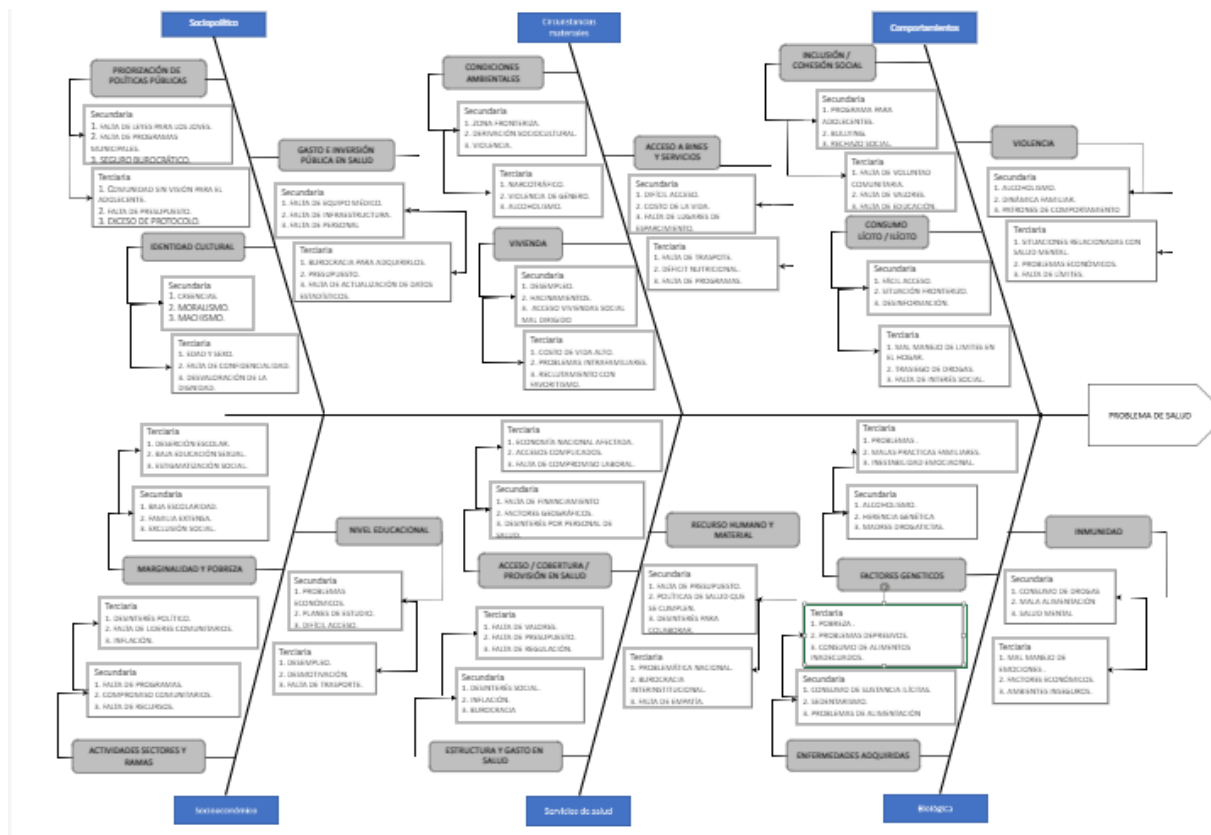 Sociopolítico
PRIORIZACIÓN DE
POLÍTICAS PÚBLICAS
Secundaria
1. FALTA DE LEYES PARA LOS JOVES.
2. FALTA DE PROGRAMAS
MUNICIPALES.
3. SEGURO BUROCRÁTICO.
Terciaria
1. COMUNIDAD SIN VISIÓN PARA EL
ADOLECENTE.
2. FALTA DE PRESUPUESTO.
3. EXCESO DE PROTOCOLO.
GASTO E INVERSIÓN
PÚBLICA EN SALUD
Secundaria
1. FALTA DE EQUIPO MÉDICO.
2. FALTA DE INFRAESTRUCTURA.
3. FALTA DE PERSONAL
Terciaria
1. BUROCRACIA PARA ADQUIRIRLOS.
2. PRESUPUESTO.
3. FALTA DE ACTUALIZACIÓN DE DATOS
ESTADÍSTICOS.
IDENTIDAD CULTURAL
Secundaria
1. CREENCIAS.
2. MORALISMO.
3. MACHISMO.
Terciaria
1. EDAD Y SEXO.
2. FALTA DE CONFIDENCIALIDAD.
3. DESVALORACIÓN DE LA
DIGNIDAD.
Circunstancias
materiales
CONDICIONES
AMBIENTALES
Secundaria
1. ZONA FRONTERIZA.
2. DERIVACIÓN SOCIOCULTURAL.
3. VIOLENCIA.
Terciaria
1. NARCOTRÁFICO.
2. VIOLENCIA DE GÉNERO.
3. ALCOHOLISMO.
ACCESO A BINES
Y SERVICIOS
Secundaria
1. DIFÍCIL ACCESO.
2. COSTO DE LA VIDA.
3. FALTA DE LUGARES DE
ESPARCIMIENTO.
Terciaria
1. FALTA DE TRASPOTE.
2. DÉFICIT NUTRICIONAL.
3. FALTA DE PROGRAMAS.
VIVIENDA
Secundaria
1. DESEMPLEO.
2. HACINAMIENTOS.
3. ACCESO VIVIENDAS SOCIAL
MAL DIRIGIDO
Terciaria
1. COSTO DE VIDA ALTO.
2. PROBLEMAS INTRAFAMILIARES.
3. RECLUTAMIENTO CON
FAVORITISMO.
Comportamientos
INCLUSIÓN /
COHESIÓN SOCIAL
Secundaria
1. PROGRAMA PARA
ADOLECENTES.
2. BULLYING.
3. RECHAZO SOCIAL.
Terciaria
1. FALTA DE VOLUNTAD
COMUNITARIA.
2. FALTA DE VALORES.
3. FALTA DE EDUCACIÓN.
VIOLENCIA
Secundaria
1. ALCOHOLISMO.
2. DINÁMICA FAMILIAR.
3. PATRONES DE COMPORTAMIENTO
Terciaria
1. SITUACIONES RELACIONADAS CON
SALUD MENTAL.
2. PROBLEMAS ECONÓMICOS.
3. FALTA DE LÍMITES.
CONSUMO
LÍCITO / ILÍCITO
Secundaria
1. FÁCIL ACCESO.
2. SITUACIÓN FRONTERIZO.
3. DESINFORMACIÓN.
Terciaria
1. MAL MANEJO DE LIMITES EN
EL HOGAR.
2. TRASIEGO DE DROGAS.
3. FALTA DE INTERÉS SOCIAL.
PROBLEMA DE SALUD
Terciaria
1. DESERCIÓN ESCOLAR.
2. BAJA EDUCACIÓN SEXUAL.
3. ESTIGMATIZACIÓN SOCIAL.
Secundaria
1. BAJA ESCOLARIDAD.
2. FAMILIA EXTENSA.
3. EXCLUSIÓN SOCIAL.
MARGINALIDAD Y POBREZA
NIVEL EDUCACIONAL
Secundaria
1. PROBLEMAS
ECONÓMICOS.
2. PLANES DE ESTUDIO.
3. DIFÍCIL ACCESO.
Terciaria
1. DESEMPLEO.
2. DESMOTIVACIÓN.
3. FALTA DE TRASPORTE.
Terciaria
1. DESINTERÉS POLÍTICO.
2. FALTA DE LIDERES COMUNITARIOS.
3. INFLACIÓN.
Secundaria
1. FALTA DE PROGRAMAS.
2. COMPROMISO COMUNITARIOS.
3. FALTA DE RECURSOS.
ACTIVIDADES SECTORES Y
RAMAS
Socioeconómico
Terciaria
1. ECONOMÍA NACIONAL AFECTADA.
2. ACCESOS COMPLICADOS.
3. FALTA DE COMPROMISO LABORAL.
Secundaria
1. FALTA DE FINANCIAMIENTO
2. FACTORES GEOGRÁFICOS.
3. DESINTERÉS POR PERSONAL DE
SALUD.
ACCESO / COBERTURA /
PROVISIÓN EN SALUD
RECURSO HUMANO Y
MATERIAL
Secundaria
1. FALTA DE PRESUPUESTO.
2. POLÍTICAS DE SALUD QUE
SE CUMPLEN.
3. DESINTERÉS PARA
COLABORAR.
Terciaria
1. PROBLEMÁTICA NACIONAL.
2. BUROCRACIA
INTERINSTITUCIONAL.
3. FALTA DE EMPATÍA.
Terciaria
1. FALTA DE VALORES.
2. FALTA DE PRESUPUESTO.
3. FALTA DE REGULACIÓN.
Secundaria
1. DESINTERÉS SOCIAL.
2. INFLACIÓN.
3. BUROCRACIA
ESTRUCTURA Y GASTO EN
SALUD
Servicios de salud
Terciaria
1. PROBLEMAS .
2. MALAS PRACTICAS FAMILIARES.
3. INESTABILIDAD EMOCIAONAL.
Secundaria
1. ALCOHOLISMO.
2. HERENCIA GENÉTICA
3. MADRES DROGATICTAS.
FACTORES GENETICOS
INMUNIDAD
Secundaria
1. CONSUMO DE DROGAS
2. MALA ALIMENTACIÓN
3. SALUD MENTAL
Terciaria
1. MAL MANEJO DE
EMOCIONES .
2. FACTORES ECONÓMICOS.
3. AMBIENTES INSEGUROS.
Terciaria
1. POBREZA .
2. PROBLEMAS DEPRESIVOS.
3. CONSUMO DE ALIMENTOS
INADECUADOS.
Secundaria
1. CONSUMO DE SUSTANCIA ILÍCITAS.
2. SEDENTARISMO.
3. PROBLEMAS DE ALIMENTACIÓN
ENFERMEDADES ADQUIRIDAS
Biológica